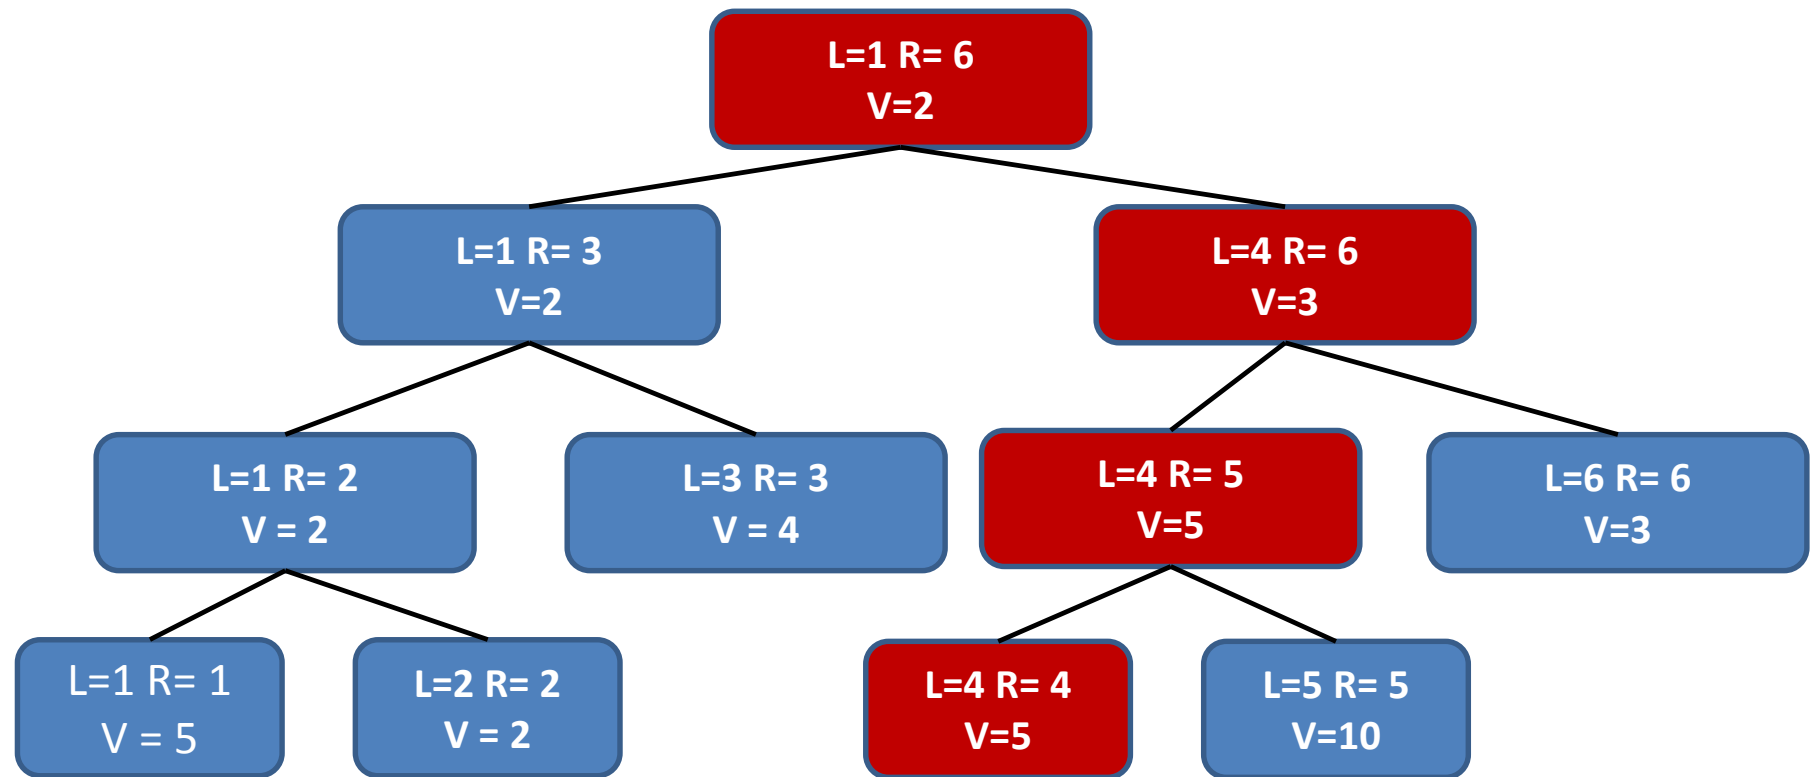 L=1 R= 6
V=2
L=1 R= 3
V=2
L=4 R= 6
V=3
L=1 R= 2
V = 2
L=3 R= 3
V = 4
L=4 R= 5
V=5
L=6 R= 6
V=3
L=1 R= 1
V = 5
L=2 R= 2
V = 2
L=4 R= 4
V=5
L=5 R= 5
V=10